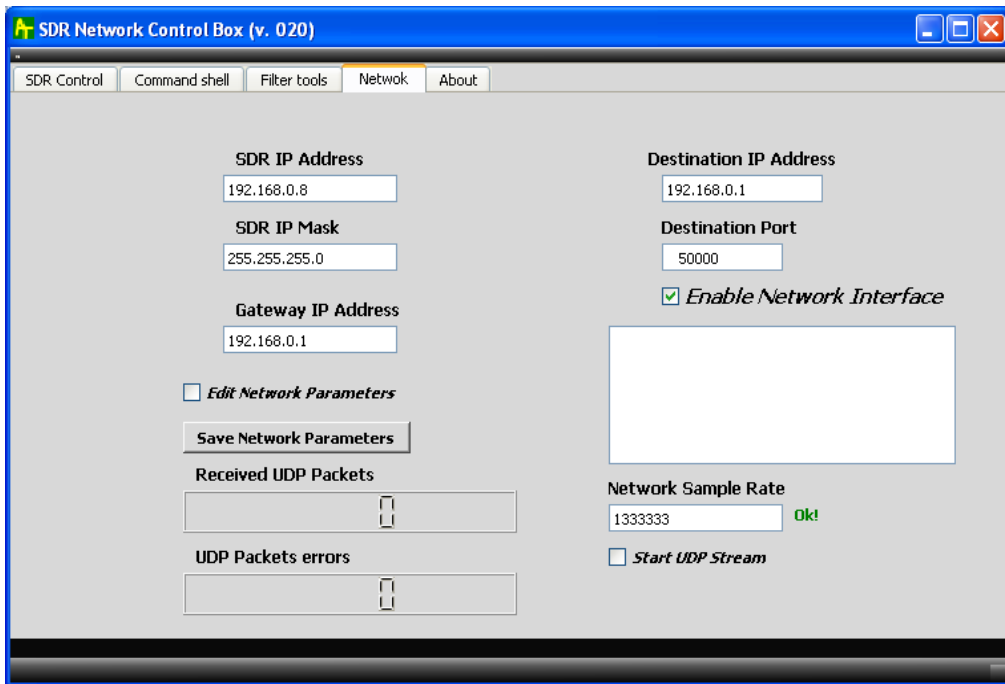 SDR Network Control Box (v. 020)
SDR Control
Command shell
Filter tools
Netwok
About
SDR IP Address
192.168.0.8
SDR IP Mask
255.255.255.0
Gateway IP Address
192.168.0.1
Edit Network Parameters
Save Network Parameters
Received UDP Packets
0
UDP Packets errors
0
Destination IP Address
192.168.0.1
Destination Port
50000
Enable Network Interface
Network Sample Rate
1333333
Ok!
Start UDP Stream